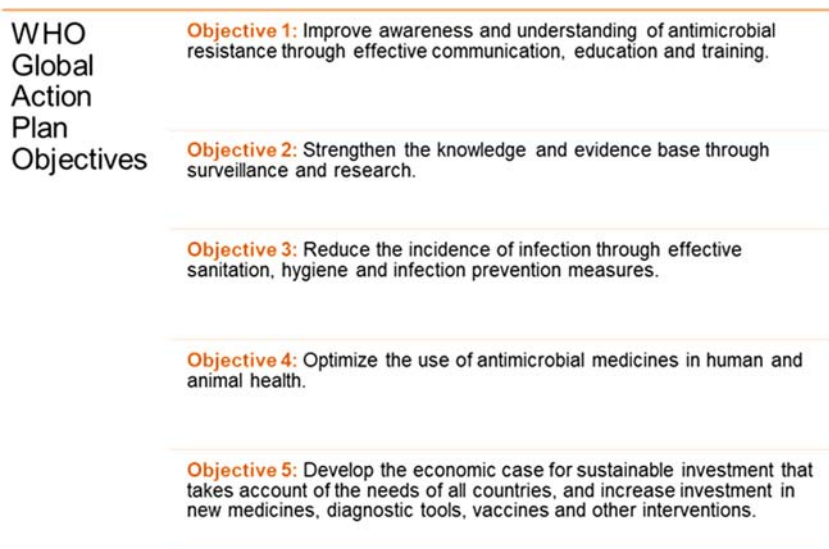 WHO
Global
Action
Plan
Objectives
Objective 1: Improve awareness and understanding of antimicrobial
resistance through effective communication, education and training.
Objective 2: Strengthen the knowledge and evidence base through
surveillance and research.
Objective 3: Reduce the incidence of infection through effective
sanitation, hygiene and infection prevention measures.
Objective 4: Optimize the use of antimicrobial medicines in human and
animal health.
Objective 5: Develop the economic case for sustainable investment that
takes account of the needs of all countries, and increase investment in
new medicines, diagnostic tools, vaccines and other interventions.